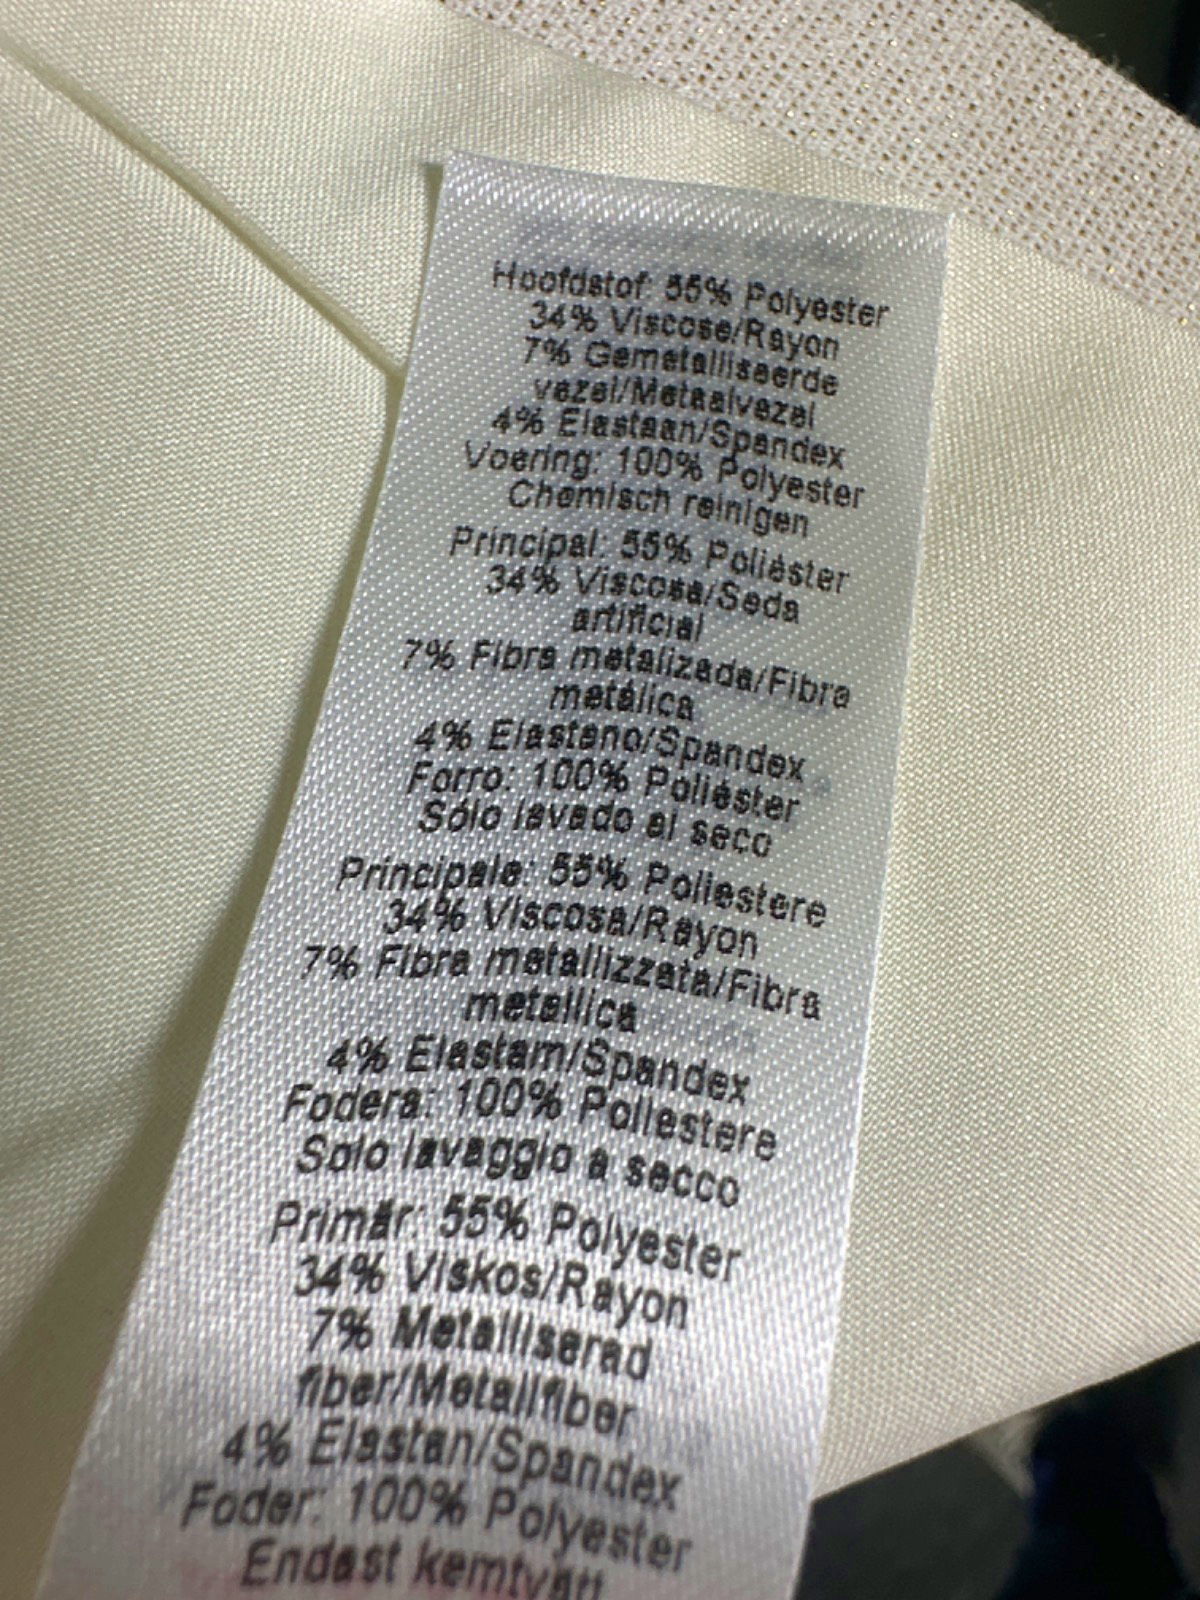 Hoofdstof: 55% Polyester
34% Viscose/Rayon
7% Gemetalliseerde
vezel/Metaalvezel
4% Elastaan/Spandex
Voering: 100% Polyester
Chemisch reinigen
Principal: 55% Poliéster
34% Viscosa/Seda
artificial
7% Fibra metalizada/Fibra
metálica
4% Elastano/Spandex
Forro: 100% Poliéster
Sólo lavado al seco
Principale: 55% Poliestere
34% Viscosa/Rayon
7% Fibra metallizzata/Fibra
metallica
4% Elastam/Spandex
Fodera: 100% Poliestere
Solo lavaggio a secco
Primär: 55% Polyester
34% Viskos/Rayon
7% Metalliserad
fiber/Metallfiber
4% Elastan/Spandex
Foder: 100% Polyester
Endast kemtvätt